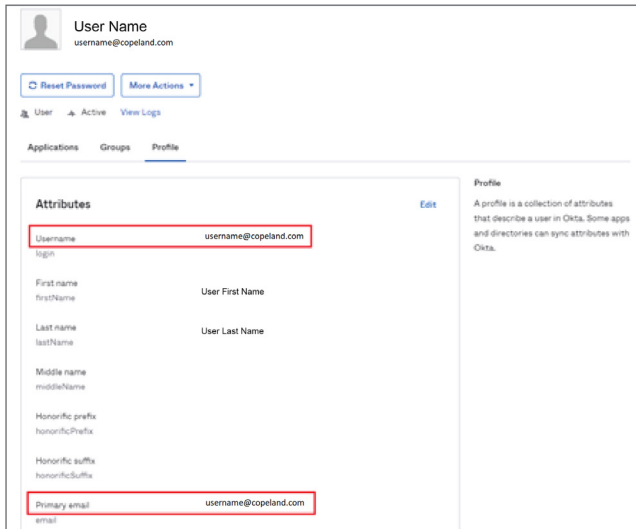 User Name
username@copeland.com
Reset Password
More Actions
User Active View Logs
Applications Groups Profile
Attributes Edit
Username username@copeland.com
login
First name
firstName
User First Name
Last name
lastName
User Last Name
Middle name
middleName
Honorific prefix
honorificPrefix
Honorific suffix
honorificSuffix
Primary email username@copeland.com
email
Profile
A profile is a collection of attributes
that describe a user in Okta. Some apps
and directories can sync attributes with
Okta.